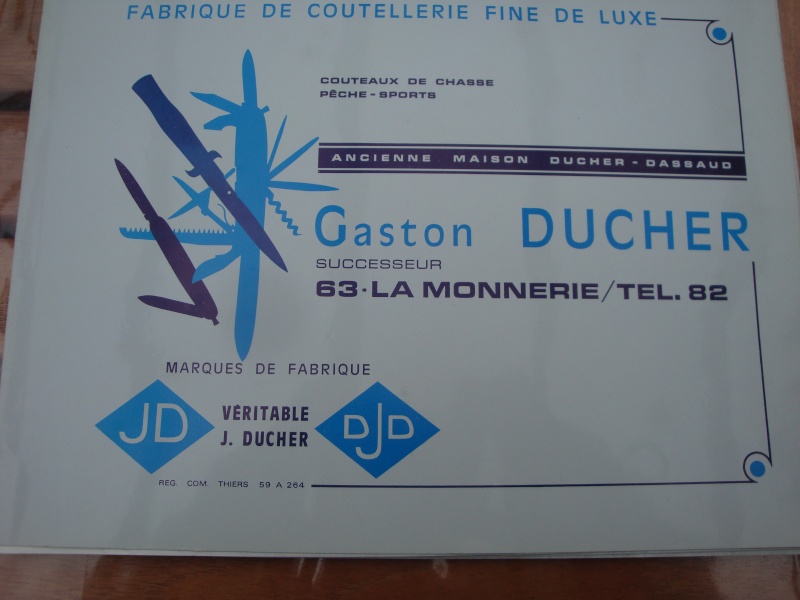 FABRIQUE DE COUTELLERIE FINE DE LUXE
COUTEAUX DE CHASSE
PÊCHE - SPORTS
ANCIENNE MAISON DUCHER - DASSAUD
Gaston DUCHER
SUCCESSEUR
63 · LA MONNERIE / TEL. 82
MARQUES DE FABRIQUE
JD
VÉRITABLE
J. DUCHER
DJD
REG. COM. THIERS 59 A 264